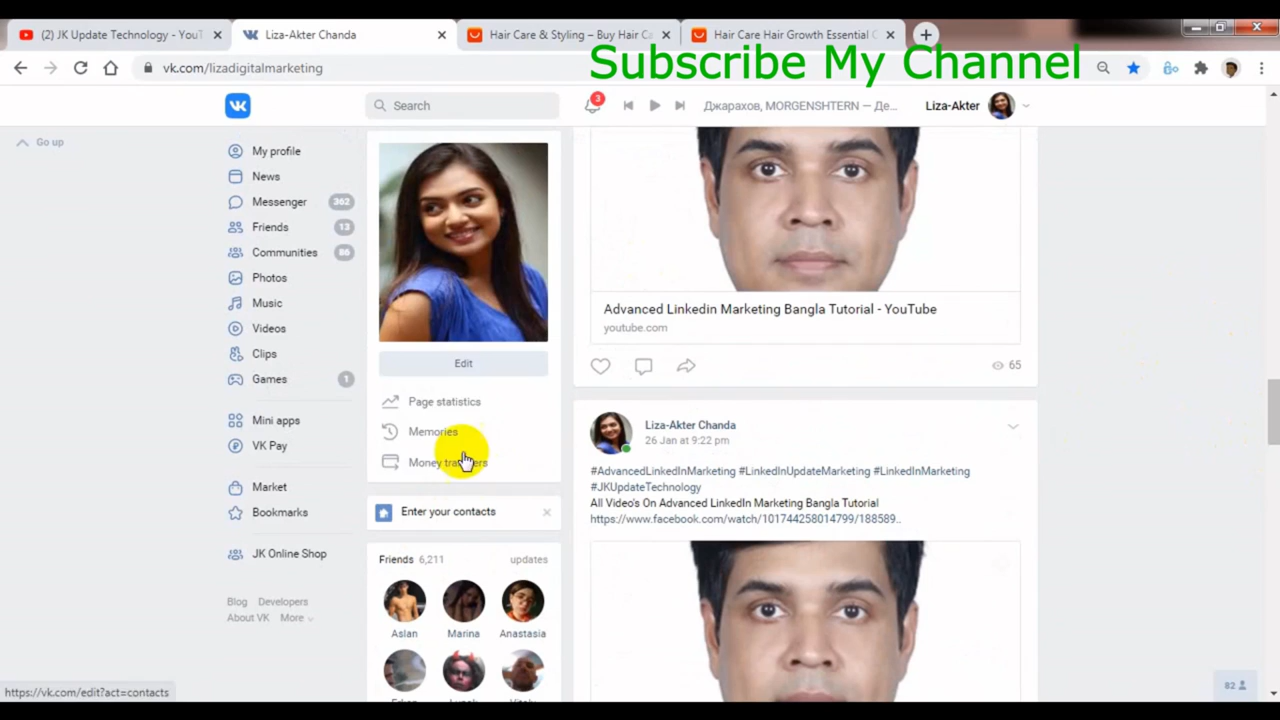 (2) JK Update Technology - YouT
Liza-Akter Chanda
Hair Care & Styling – Buy Hair Ca
Hair Care Hair Growth Essential O
vk.com/lizadigitalmarketing
Subscribe My Channel
Search
3
Джарахов, MORGENSHTERN — Де...
Liza-Akter
Go up
My profile
News
Messenger 362
Friends 13
Communities 86
Photos
Music
Videos
Clips
Games 1
Mini apps
VK Pay
Market
Bookmarks
JK Online Shop
Blog Developers
About VK More
Edit
Page statistics
Memories
Enter your contacts
Friends 6,211 updates
Aslan Marina Anastasia
Advanced Linkedin Marketing Bangla Tutorial - YouTube
youtube.com
65
Liza-Akter Chanda
26 Jan at 9:22 pm
#AdvancedLinkedInMarketing #LinkedInUpdateMarketing #LinkedInMarketing
#JKUpdateTechnology
All Video's On Advanced LinkedIn Marketing Bangla Tutorial
https://www.facebook.com/watch/101744258014799/188589..
https://vk.com/edit?act=contacts
82